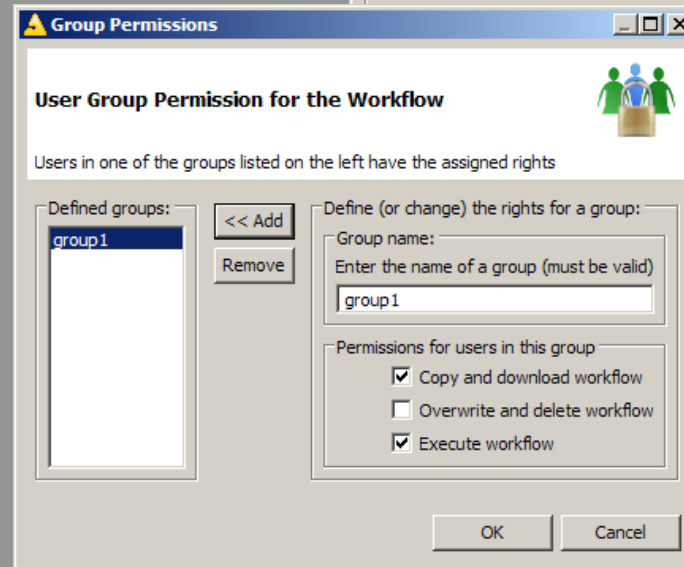 Group Permissions
User Group Permission for the Workflow
Users in one of the groups listed on the left have the assigned rights
Defined groups:
group1
<< Add
Remove
Define (or change) the rights for a group:
Group name:
Enter the name of a group (must be valid)
group1
Permissions for users in this group
Copy and download workflow
Overwrite and delete workflow
Execute workflow
OK
Cancel